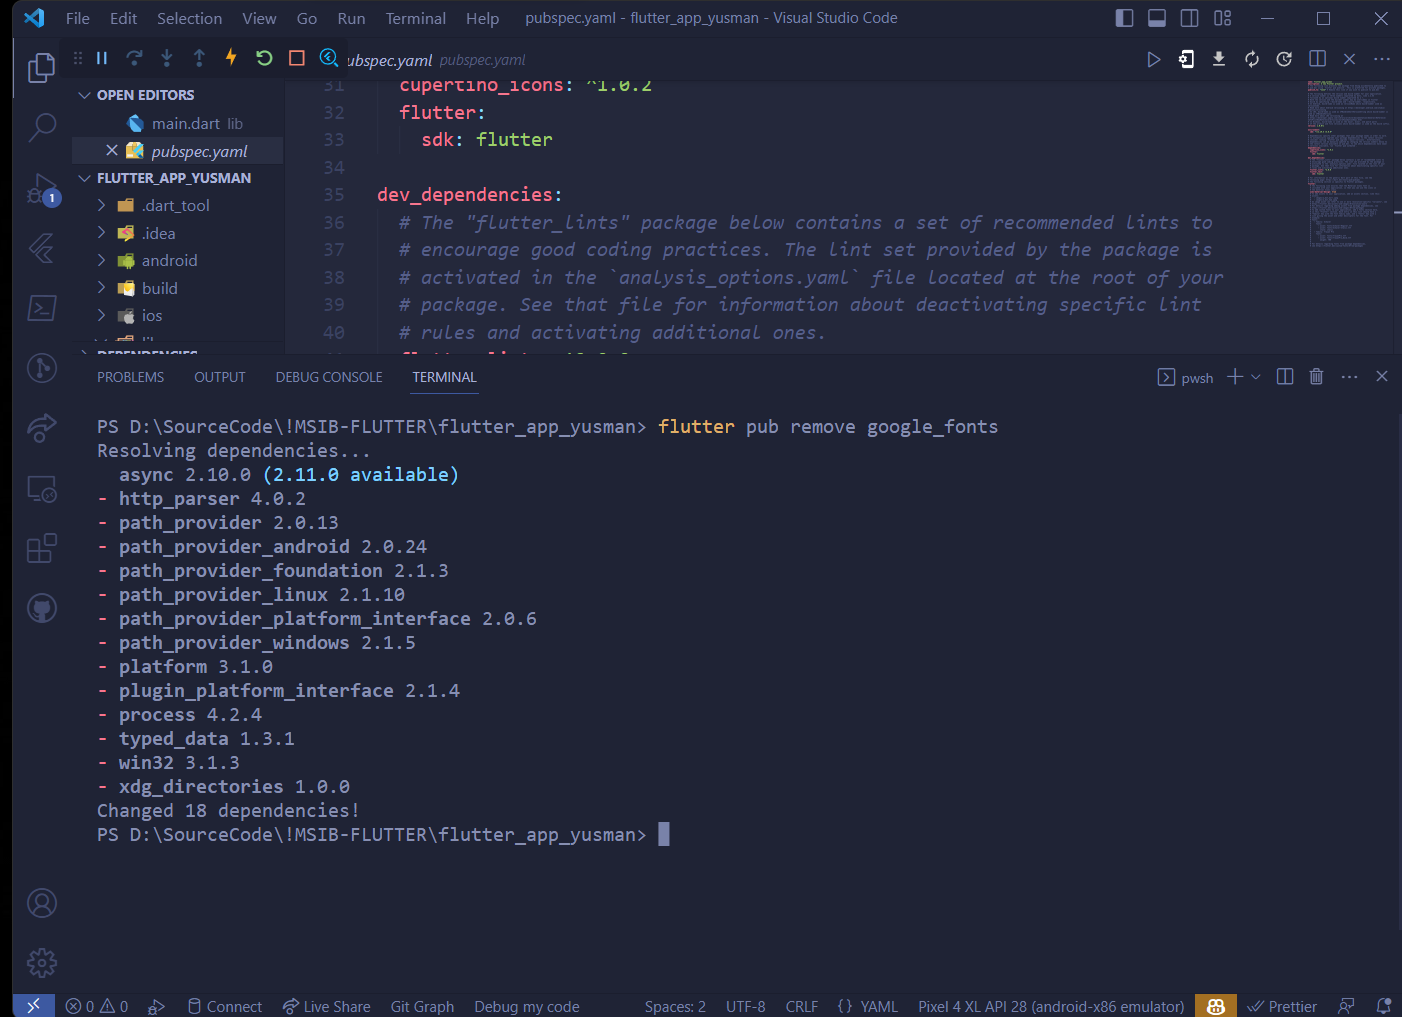 File Edit Selection View Go Run Terminal Help pubspec.yaml - flutter_app_yusman - Visual Studio Code
ubspec.yaml pubspec.yaml
OPEN EDITORS
main.dart lib
pubspec.yaml
FLUTTER_APP_YUSMAN
.dart_tool
.idea
android
build
ios
DEPENDENCIES
1
31 cupertino_icons: ^1.0.2
32 flutter:
33 sdk: flutter
34
35 dev_dependencies:
36 # The "flutter_lints" package below contains a set of recommended lints to
37 # encourage good coding practices. The lint set provided by the package is
38 # activated in the `analysis_options.yaml` file located at the root of your
39 # package. See that file for information about deactivating specific lint
40 # rules and activating additional ones.
PROBLEMS OUTPUT DEBUG CONSOLE TERMINAL pwsh
PS D:\SourceCode\!MSIB-FLUTTER\flutter_app_yusman> flutter pub remove google_fonts
Resolving dependencies...
async 2.10.0 (2.11.0 available)
- http_parser 4.0.2
- path_provider 2.0.13
- path_provider_android 2.0.24
- path_provider_foundation 2.1.3
- path_provider_linux 2.1.10
- path_provider_platform_interface 2.0.6
- path_provider_windows 2.1.5
- platform 3.1.0
- plugin_platform_interface 2.1.4
- process 4.2.4
- typed_data 1.3.1
- win32 3.1.3
- xdg_directories 1.0.0
Changed 18 dependencies!
PS D:\SourceCode\!MSIB-FLUTTER\flutter_app_yusman>
0 0 Connect Live Share Git Graph Debug my code Spaces: 2 UTF-8 CRLF {} YAML Pixel 4 XL API 28 (android-x86 emulator) Prettier